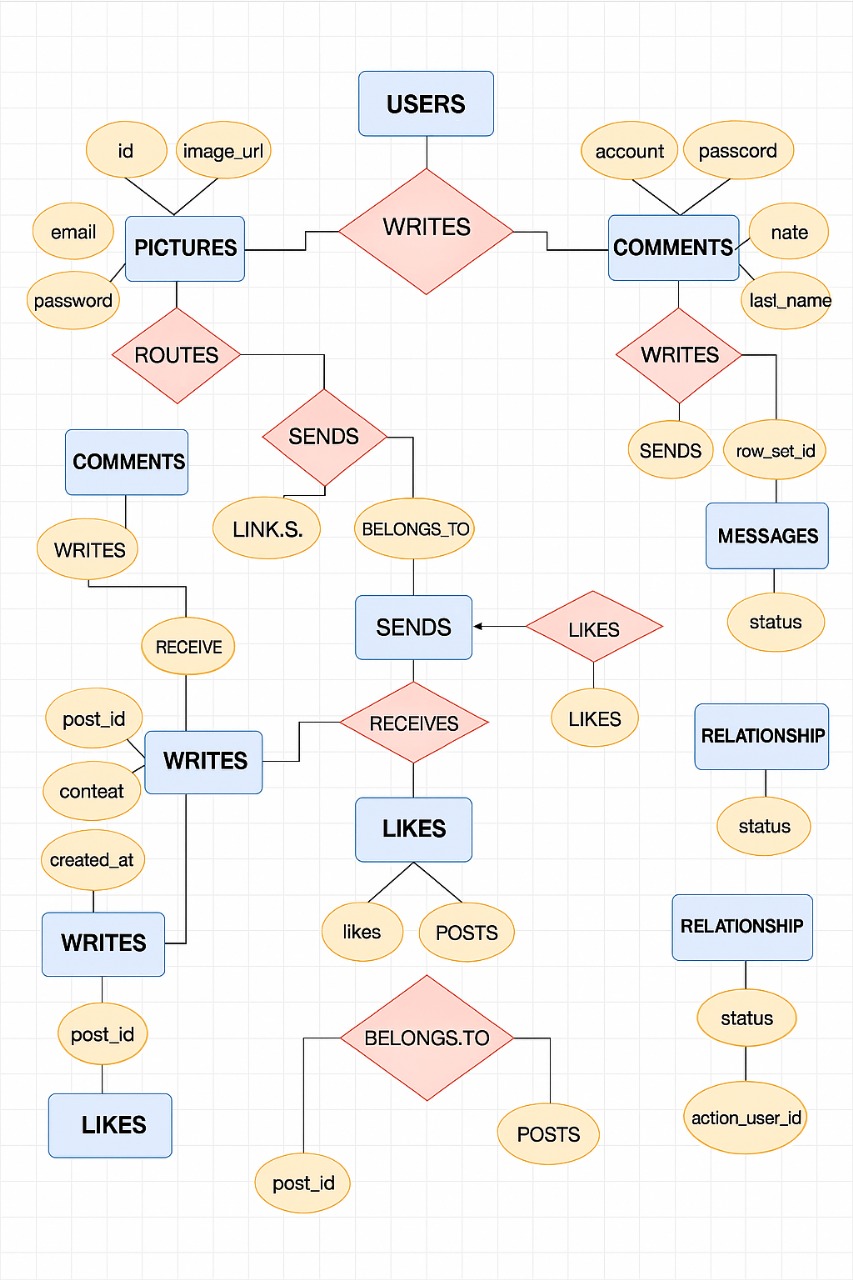 USERS
id
image_url
account
passcord
email
PICTURES
WRITES
COMMENTS
nate
password
lasl_name
ROUTES
WRITES
SENDS
COMMENTS
SENDS
row_set_id
LINK.S.
BELONGS_TO
MESSAGES
WRITES
SENDS
LIKES
status
RECEIVE
post_id
RECEIVES
LIKES
RELATIONSHIP
WRITES
conteat
LIKES
status
created_at
likes
POSTS
RELATIONSHIP
WRITES
status
post_id
BELONGS.TO
LIKES
POSTS
action_user_id
post_id